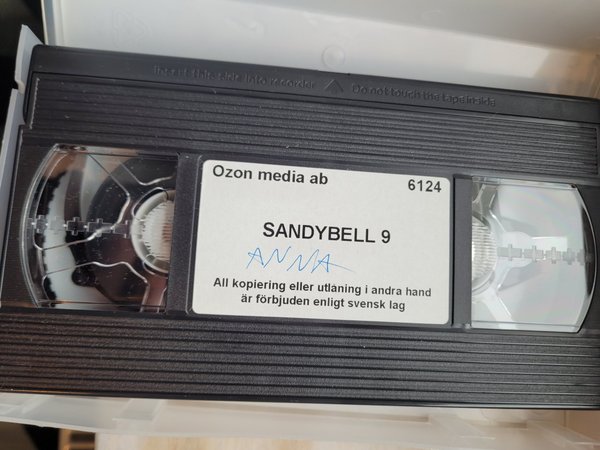 Insert this side into recorder Do not touch the tape inside
Ozon media ab 6124
SANDYBELL 9
ANNA
All kopiering eller utlaning i andra hand
är förbjuden enligt svensk lag